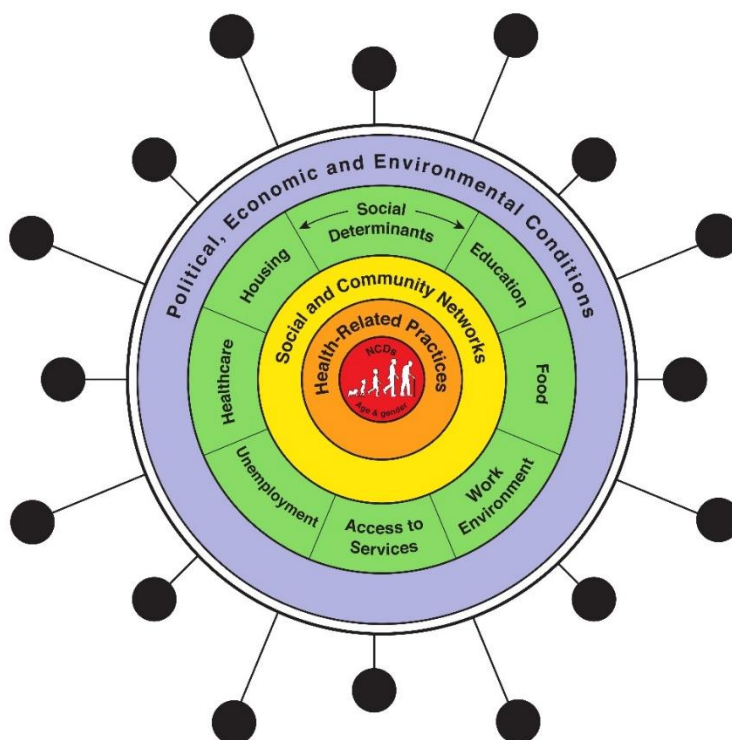 Political, Economic and Environmental Conditions
Social
Determinants
Housing
Education
Healthcare
Food
Unemployment
Work
Environment
Access to
Services
Social and Community Networks
Health-Related Practices
NCDs
Age & gender